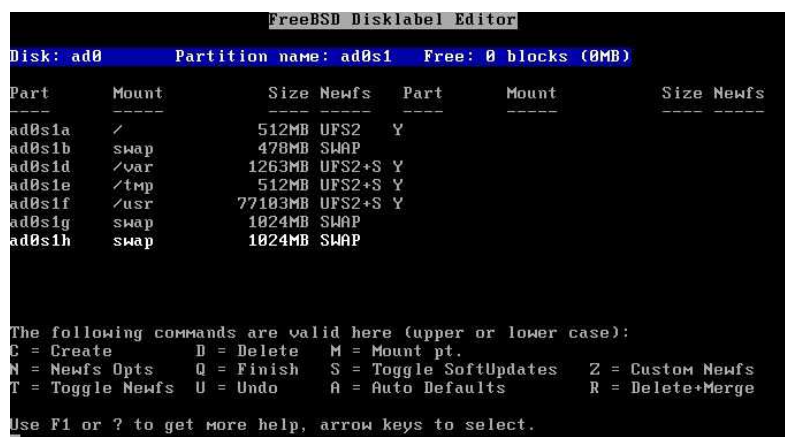 FreeBSD Disklabel Editor
Disk: ad0 Partition name: ad0s1 Free: 0 blocks (0MB)
Part Mount Size Newfs Part Mount Size Newfs
---- ----- ---- ----- ---- ----- ---- -----
ad0s1a / 512MB UFS2 Y
ad0s1b swap 478MB SWAP
ad0s1d /var 1263MB UFS2+S Y
ad0s1e /tmp 512MB UFS2+S Y
ad0s1f /usr 77103MB UFS2+S Y
ad0s1g swap 1024MB SWAP
ad0s1h swap 1024MB SWAP
The following commands are valid here (upper or lower case):
C = Create D = Delete M = Mount pt.
N = Newfs Opts Q = Finish S = Toggle SoftUpdates Z = Custom Newfs
T = Toggle Newfs U = Undo A = Auto Defaults R = Delete+Merge
Use F1 or ? to get more help, arrow keys to select.